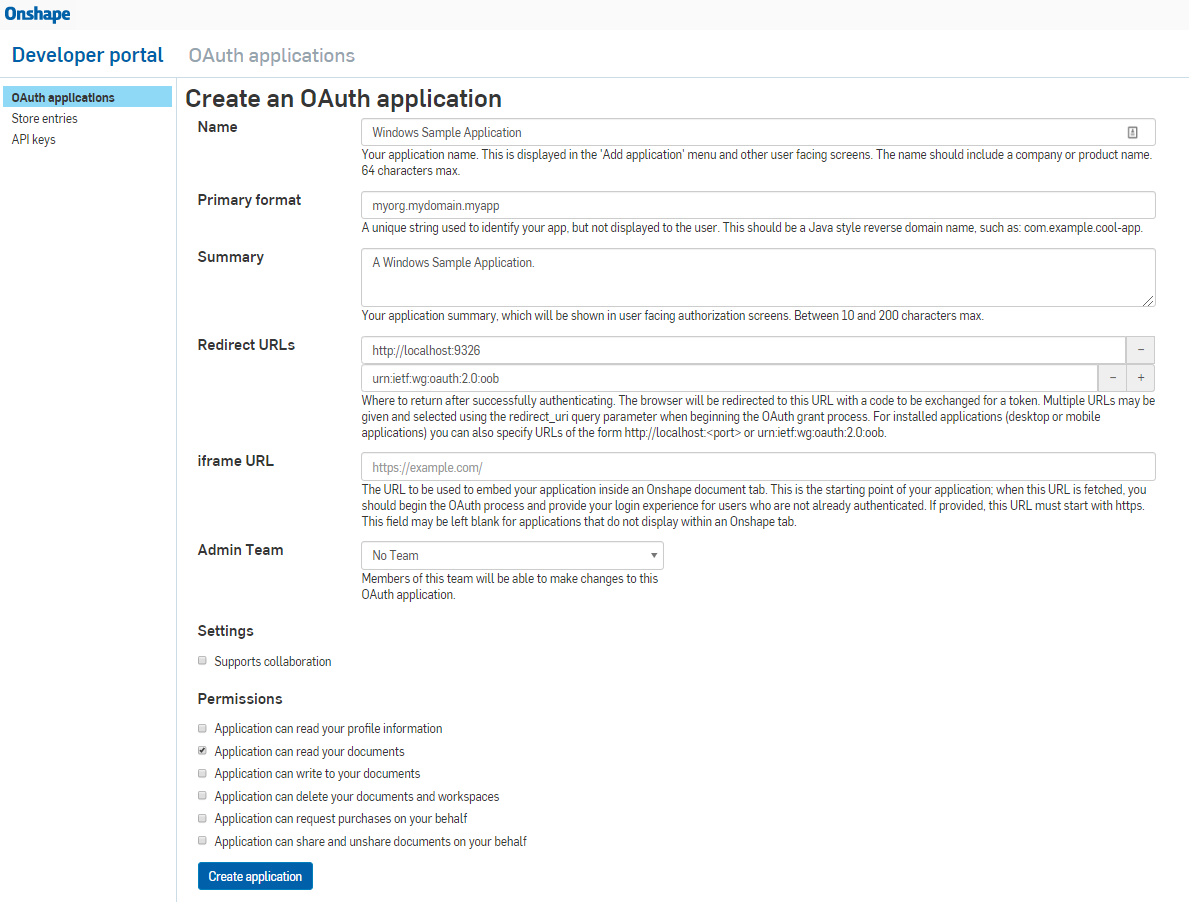 Onshape
Developer portal OAuth applications
OAuth applications
Store entries
API keys
Create an OAuth application
Name
Windows Sample Application
Your application name. This is displayed in the 'Add application' menu and other user facing screens. The name should include a company or product name.
64 characters max.
Primary format
myorg.mydomain.myapp
A unique string used to identify your app, but not displayed to the user. This should be a Java style reverse domain name, such as: com.example.cool-app.
Summary
A Windows Sample Application.
Your application summary, which will be shown in user facing authorization screens. Between 10 and 200 characters max.
Redirect URLs
http://localhost:9326 −
urn:ietf:wg:oauth:2.0:oob − +
Where to return after successfully authenticating. The browser will be redirected to this URL with a code to be exchanged for a token. Multiple URLs may be
given and selected using the redirect_uri query parameter when beginning the OAuth grant process. For installed applications (desktop or mobile
applications) you can also specify URLs of the form http://localhost:<port> or urn:ietf:wg:oauth:2.0:oob.
iframe URL
https://example.com/
The URL to be used to embed your application inside an Onshape document tab. This is the starting point of your application; when this URL is fetched, you
should begin the OAuth process and provide your login experience for users who are not already authenticated. If provided, this URL must start with https.
This field may be left blank for applications that do not display within an Onshape tab.
Admin Team
No Team
Members of this team will be able to make changes to this
OAuth application.
Settings
Supports collaboration
Permissions
Application can read your profile information
Application can read your documents
Application can write to your documents
Application can delete your documents and workspaces
Application can request purchases on your behalf
Application can share and unshare documents on your behalf
Create application